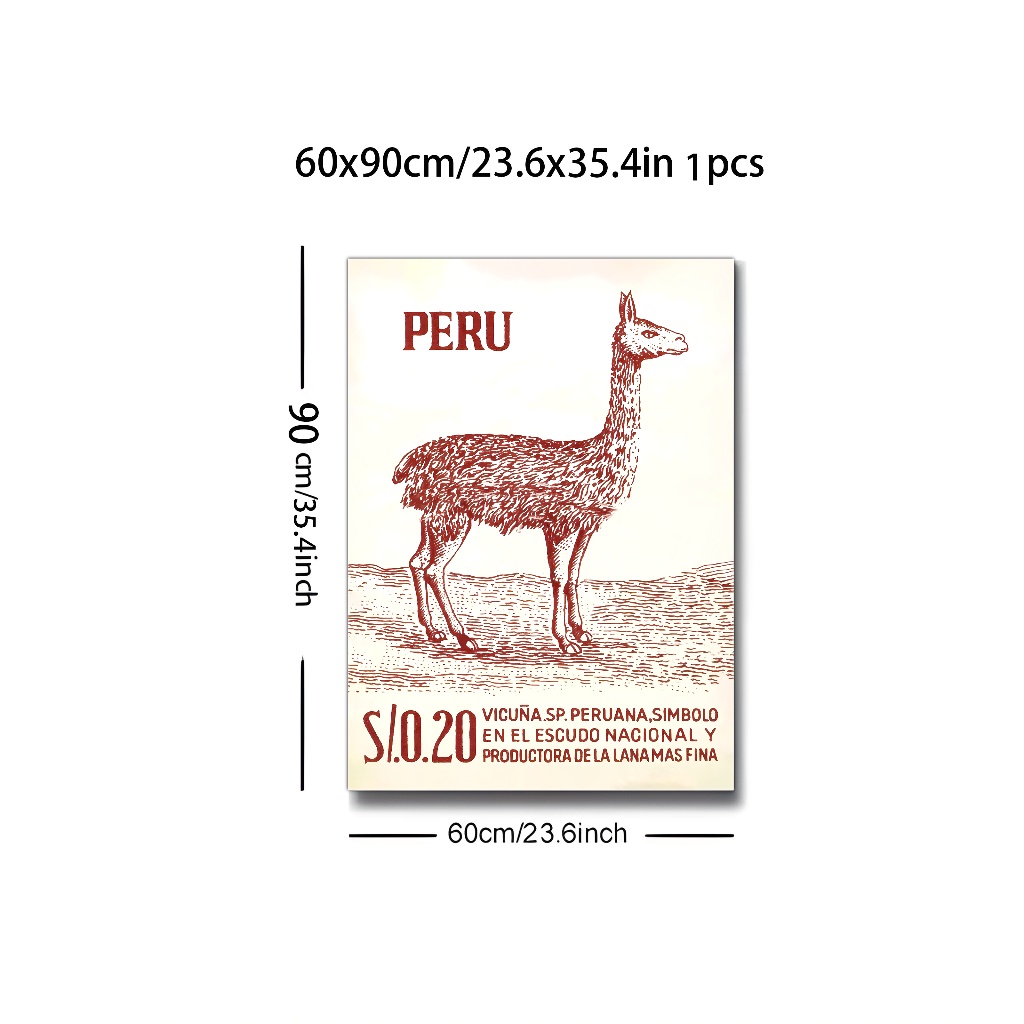 60x90cm/23.6x35.4in 1pcs
PERU
90 cm/35.4inch
S/.0.20
VICUÑA.SP. PERUANA,SIMBOLO
EN EL ESCUDO NACIONAL Y
PRODUCTORA DE LA LANA MAS FINA
60cm/23.6inch